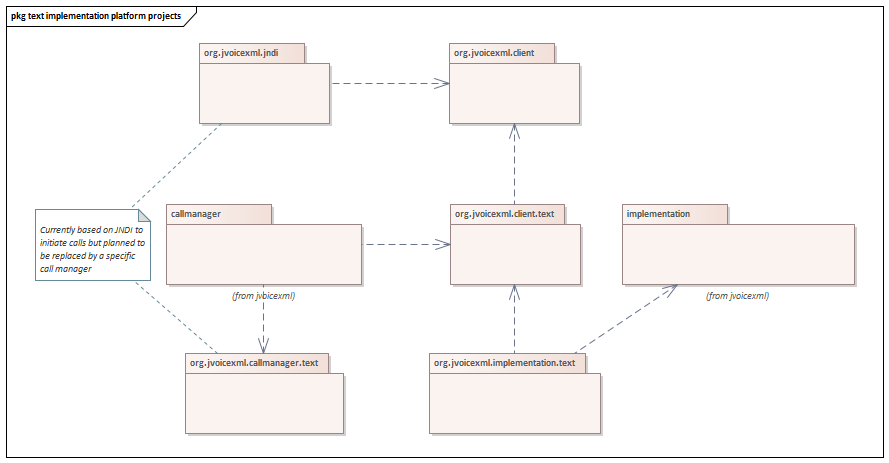 pkg text implementation platform projects
org.jvoicexml.jndi
org.jvoicexml.client
Currently based on JNDI to
initiate calls but planned to
be replaced by a specific
call manager
callmanager
(from jvoicexml)
org.jvoicexml.client.text
implementation
(from jvoicexml)
org.jvoicexml.callmanager.text
org.jvoicexml.implementation.text